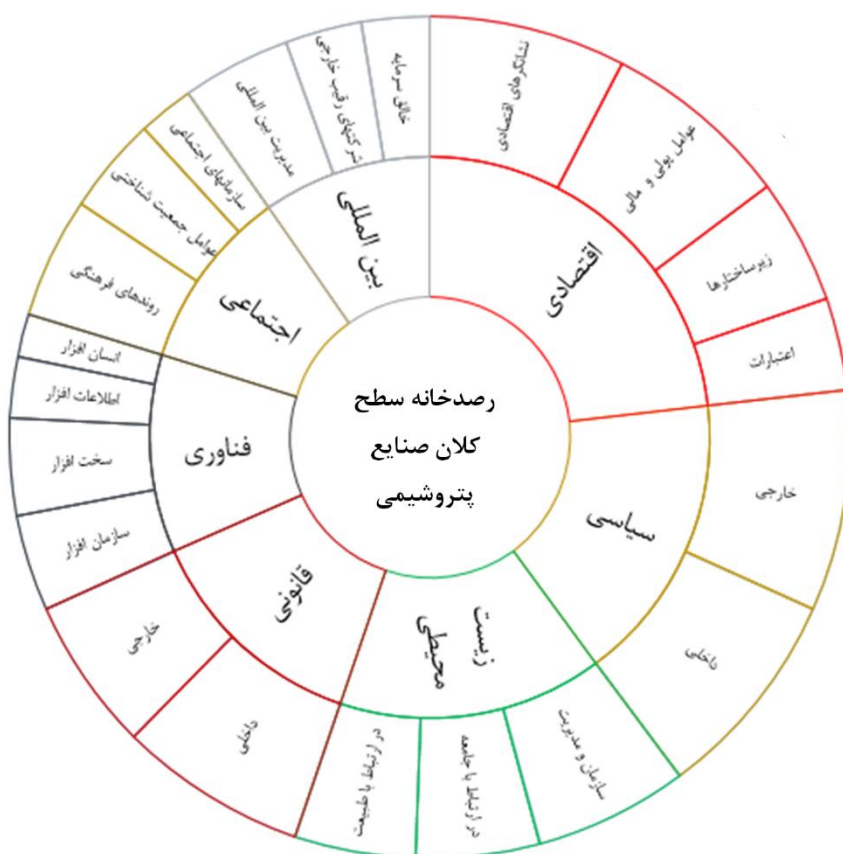 رصدخانه سطح
کلان صنایع
پتروشیمی
اقتصادی
نشانگرهای اقتصادی
عوامل پولی و مالی
زیرساختارها
اعتبارات
سیاسی
خارجی
داخلی
زیست
محیطی
سازمان و مدیریت
در ارتباط با جامعه
در ارتباط با طبیعت
قانونی
داخلی
خارجی
فناوری
سازمان افزار
سخت افزار
اطلاعات افزار
انسان افزار
اجتماعی
روندهای فرهنگی
عوامل جمعیت شناختی
سازمانهای اجتماعی
بین المللی
مدیریت بین المللی
شرکتهای رقیب خارجی
خالق سرمایه